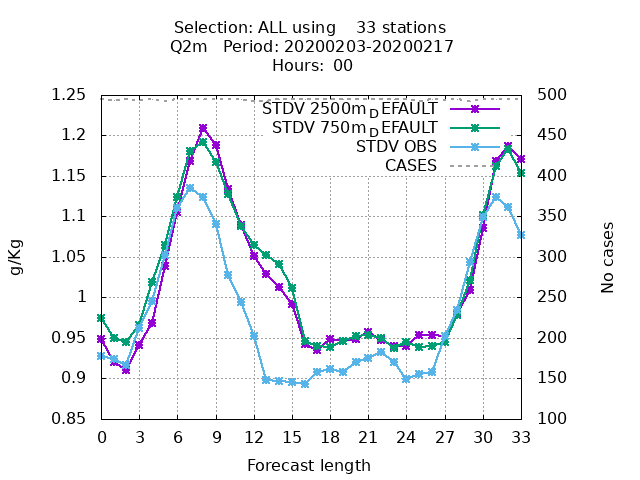 Selection: ALL using    33 stations
Q2m   Period: 20200203-20200217
Hours:  00
1.25
1.2
1.15
1.1
1.05
1
0.95
0.9
0.85
500
450
400
350
300
250
200
150
100
STDV 2500m_DEFAULT
STDV 750m_DEFAULT
STDV OBS
CASES
g/Kg
No cases
0 3 6 9 12 15 18 21 24 27 30 33
Forecast length